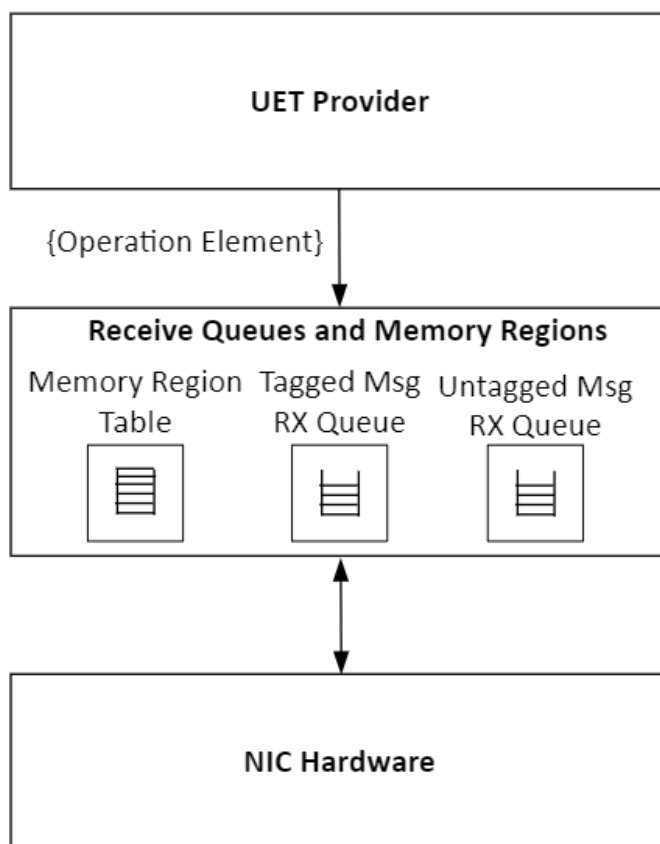 UET Provider
{Operation Element}
Receive Queues and Memory Regions
Memory Region
Table
Tagged Msg
RX Queue
Untagged Msg
RX Queue
NIC Hardware